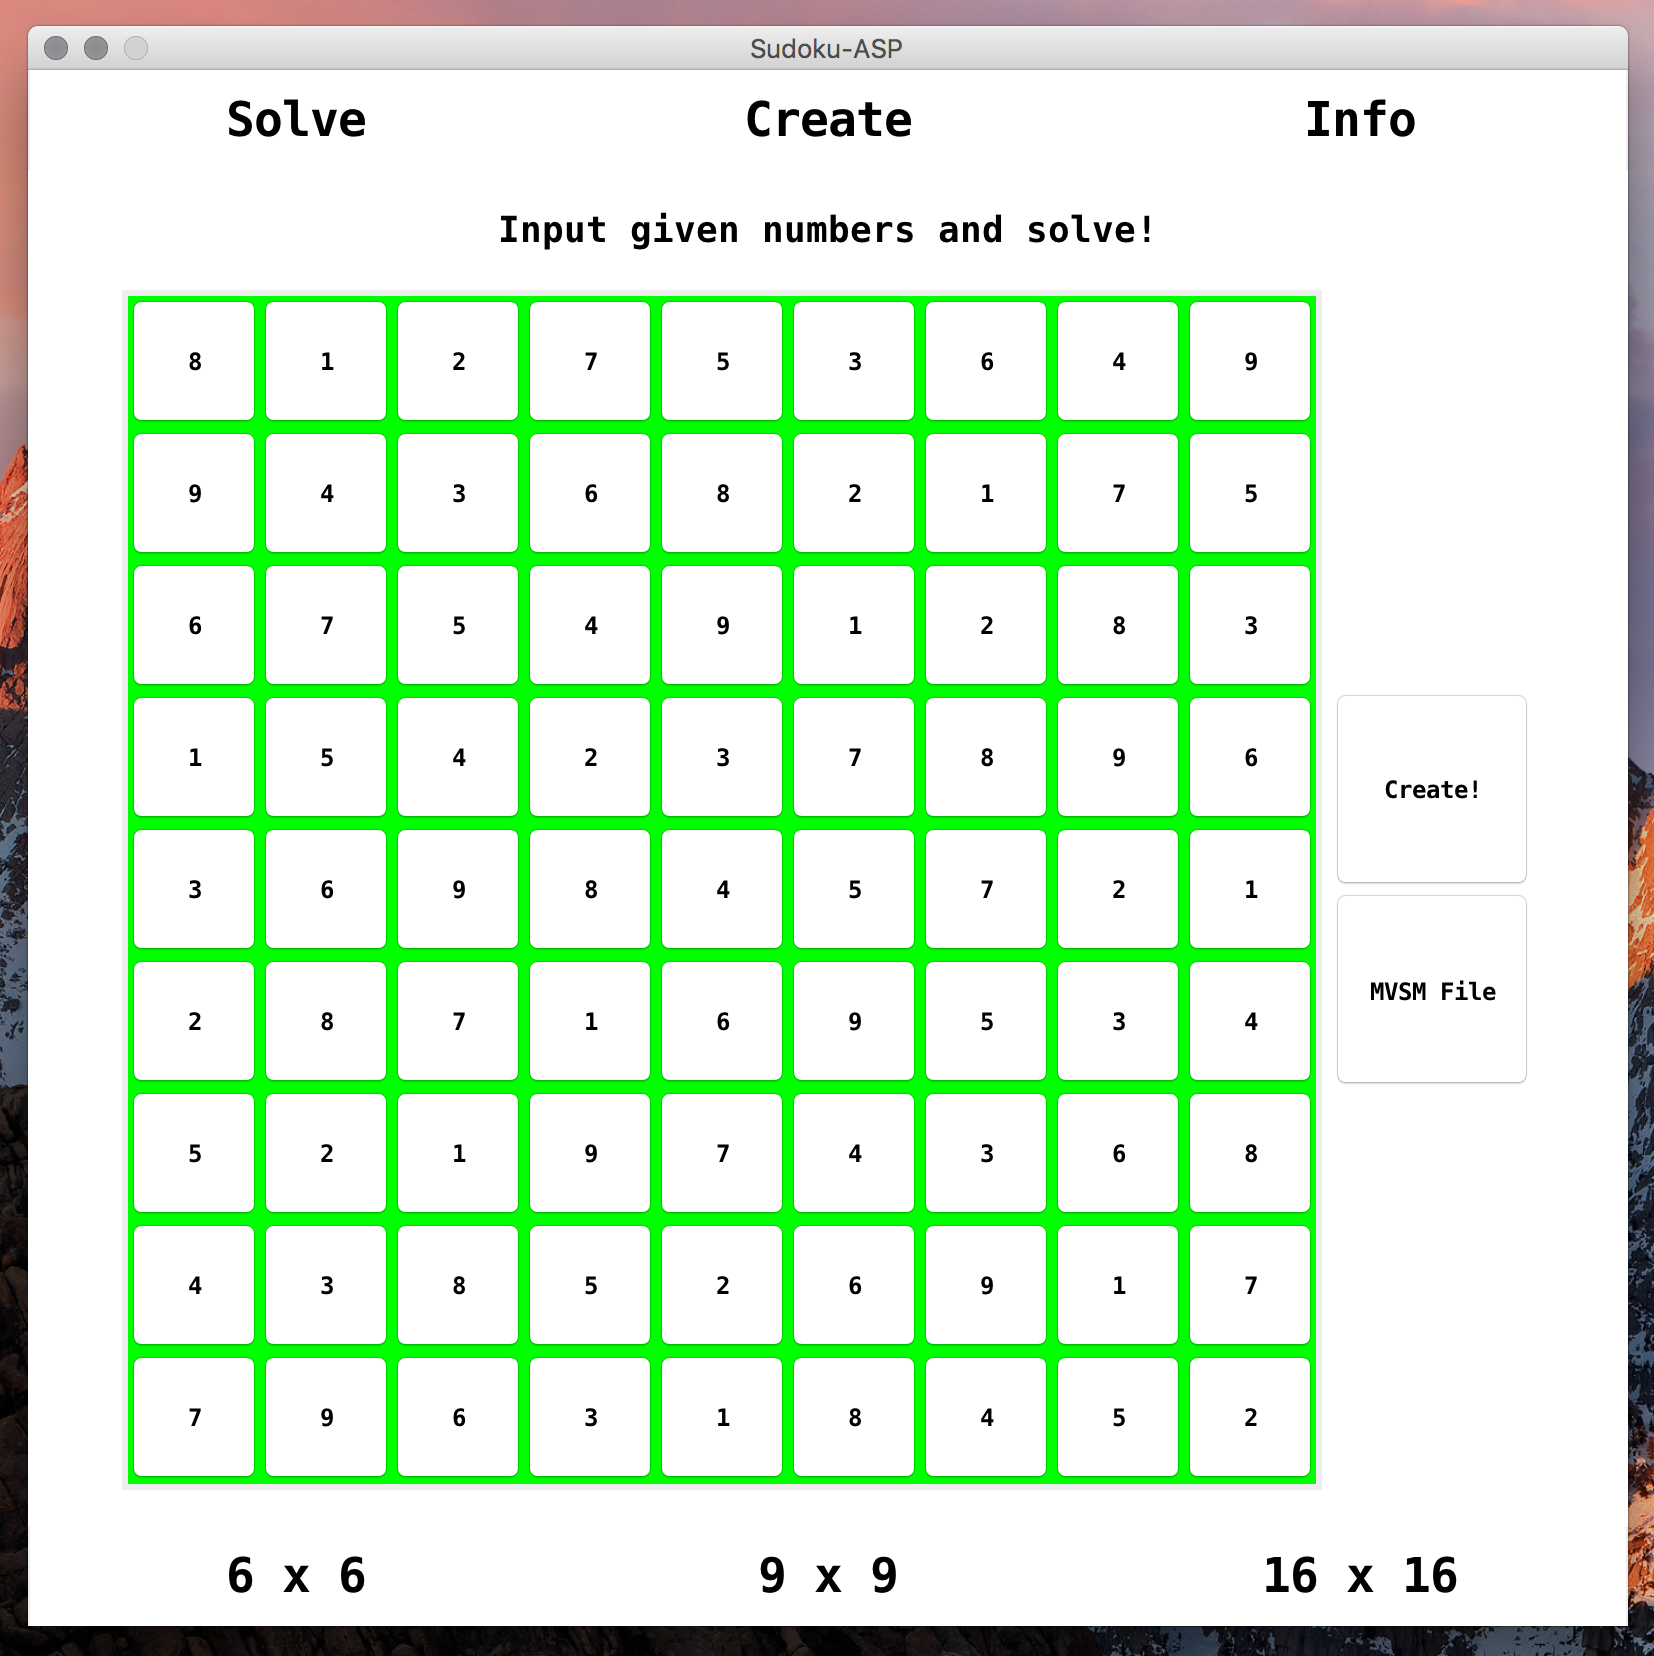 Sudoku-ASP
Solve Create Info
Input given numbers and solve!
8 1 2 7 5 3 6 4 9
9 4 3 6 8 2 1 7 5
6 7 5 4 9 1 2 8 3
1 5 4 2 3 7 8 9 6
3 6 9 8 4 5 7 2 1
2 8 7 1 6 9 5 3 4
5 2 1 9 7 4 3 6 8
4 3 8 5 2 6 9 1 7
7 9 6 3 1 8 4 5 2
Create!
MVSM File
6 x 6 9 x 9 16 x 16